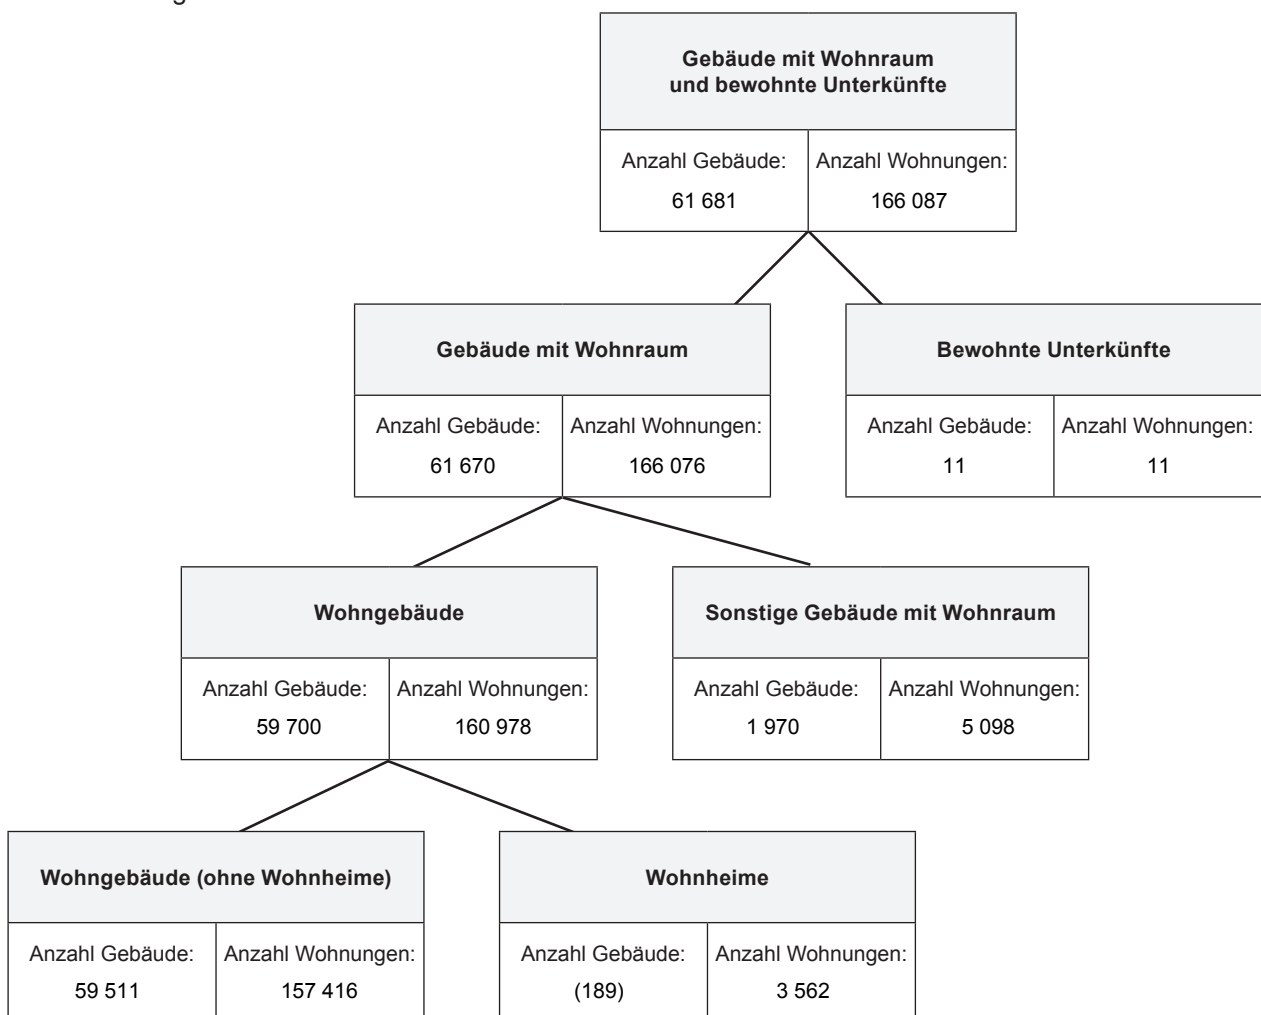 Gebäude mit Wohnraum
und bewohnte Unterkünfte
Anzahl Gebäude: Anzahl Wohnungen:
61 681 166 087
Gebäude mit Wohnraum
Anzahl Gebäude: Anzahl Wohnungen:
61 670 166 076
Bewohnte Unterkünfte
Anzahl Gebäude: Anzahl Wohnungen:
11 11
Wohngebäude
Anzahl Gebäude: Anzahl Wohnungen:
59 700 160 978
Sonstige Gebäude mit Wohnraum
Anzahl Gebäude: Anzahl Wohnungen:
1 970 5 098
Wohngebäude (ohne Wohnheime)
Anzahl Gebäude: Anzahl Wohnungen:
59 511 157 416
Wohnheime
Anzahl Gebäude: Anzahl Wohnungen:
(189) 3 562